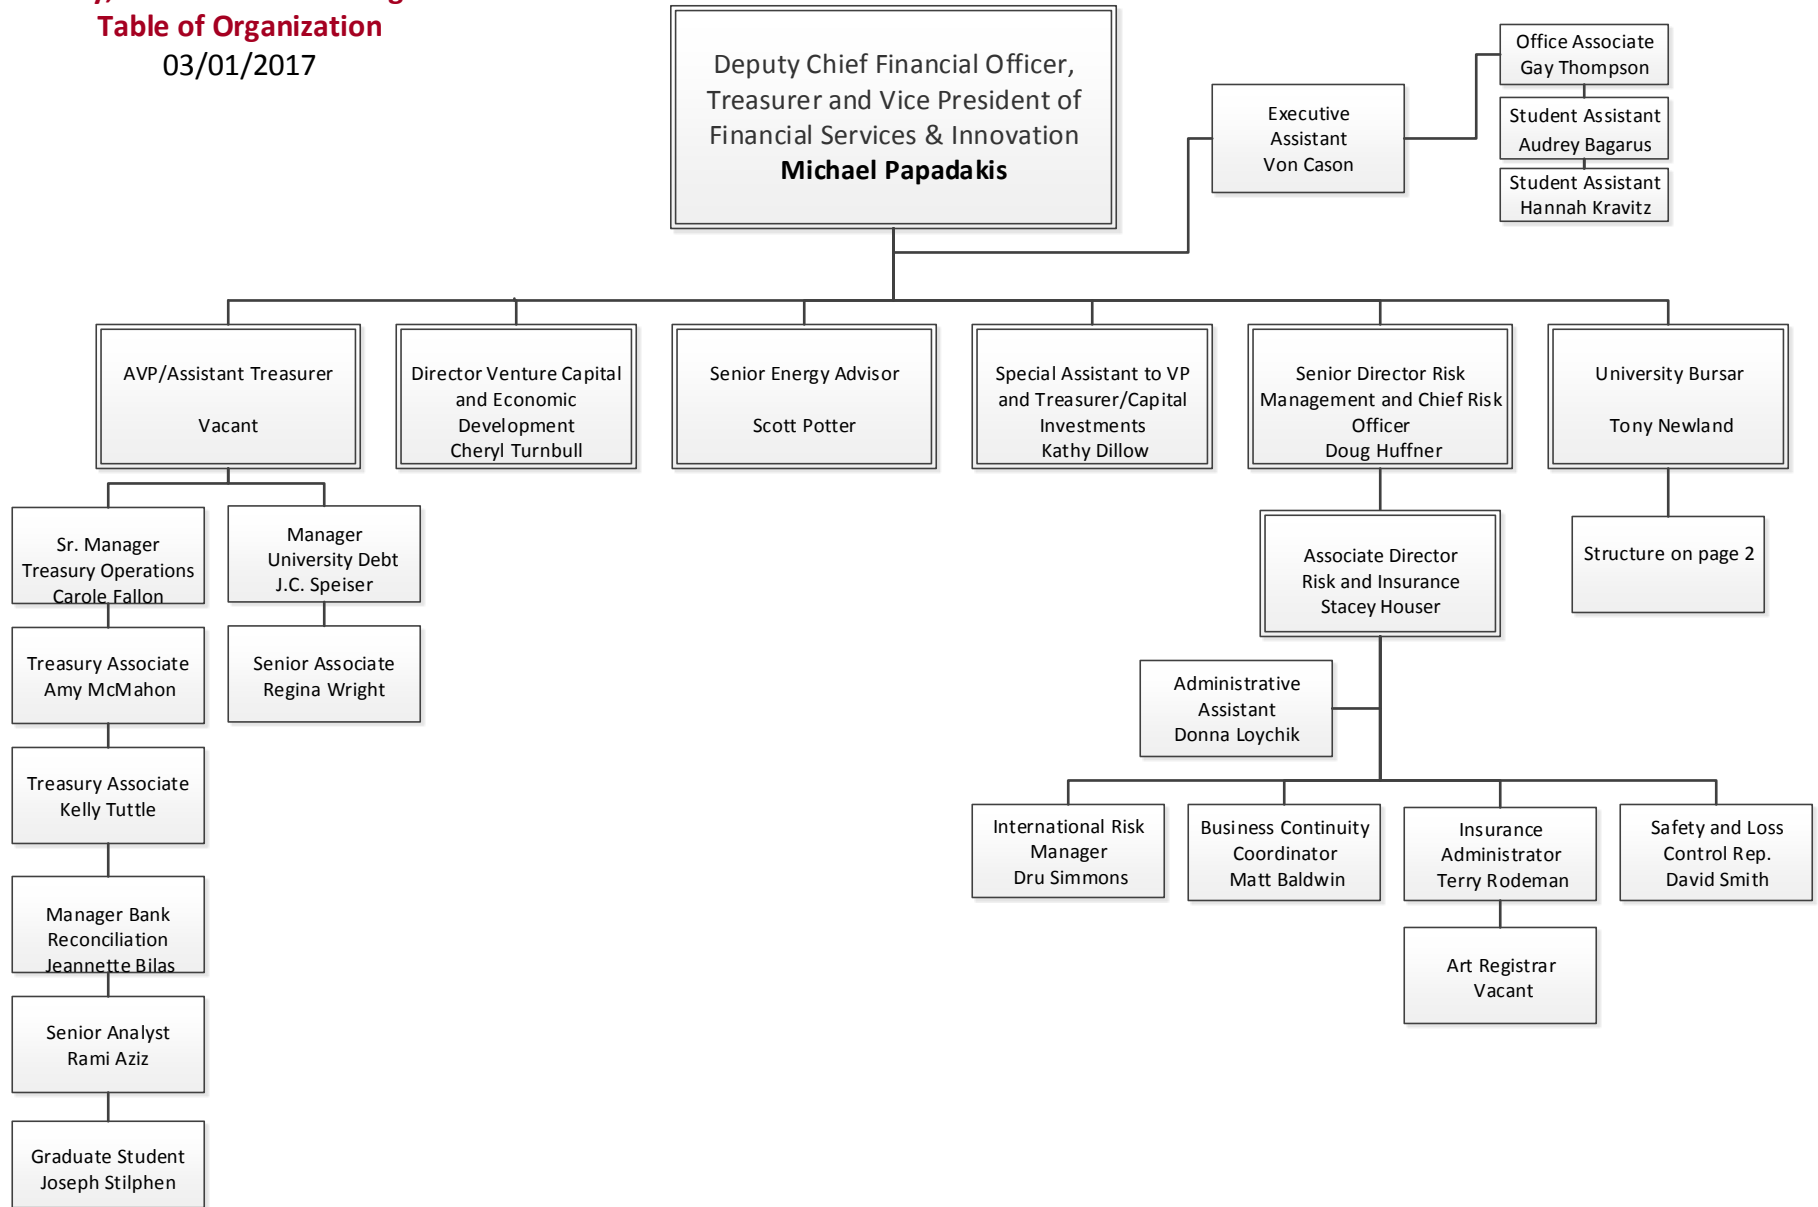 Table of Organization
03/01/2017
Deputy Chief Financial Officer,
Treasurer and Vice President of
Financial Services & Innovation
Michael Papadakis
Executive
Assistant
Von Cason
Office Associate
Gay Thompson
Student Assistant
Audrey Bagarus
Student Assistant
Hannah Kravitz
AVP/Assistant Treasurer
Vacant
Director Venture Capital
and Economic
Development
Cheryl Turnbull
Senior Energy Advisor
Scott Potter
Special Assistant to VP
and Treasurer/Capital
Investments
Kathy Dillow
Senior Director Risk
Management and Chief Risk
Officer
Doug Huffner
University Bursar
Tony Newland
Sr. Manager
Treasury Operations
Carole Fallon
Manager
University Debt
J.C. Speiser
Associate Director
Risk and Insurance
Stacey Houser
Structure on page 2
Treasury Associate
Amy McMahon
Senior Associate
Regina Wright
Administrative
Assistant
Donna Loychik
Treasury Associate
Kelly Tuttle
International Risk
Manager
Dru Simmons
Business Continuity
Coordinator
Matt Baldwin
Insurance
Administrator
Terry Rodeman
Safety and Loss
Control Rep.
David Smith
Manager Bank
Reconciliation
Jeannette Bilas
Art Registrar
Vacant
Senior Analyst
Rami Aziz
Graduate Student
Joseph Stilphen